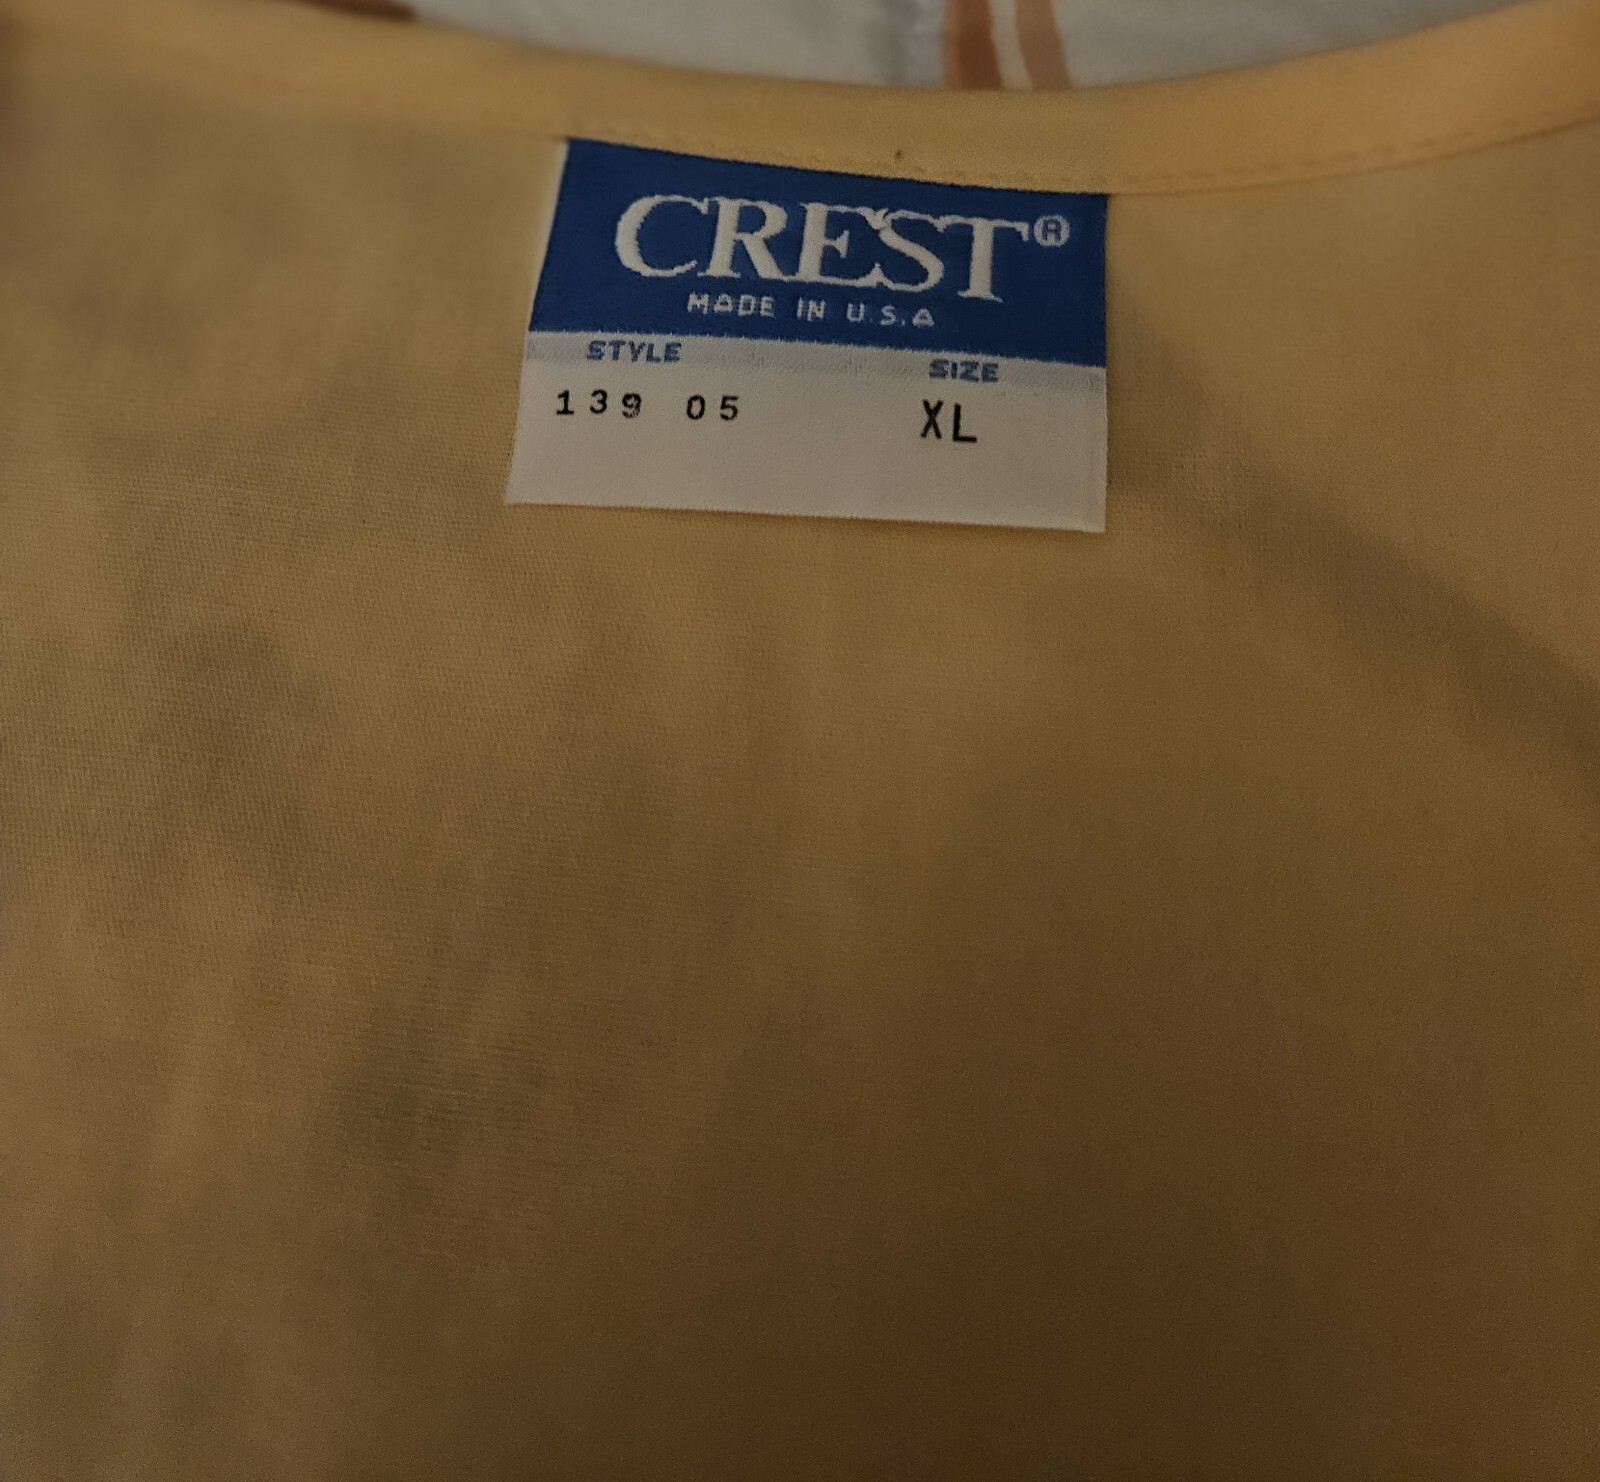 CREST®
MADE IN U.S.A
STYLE SIZE
139 05 XL